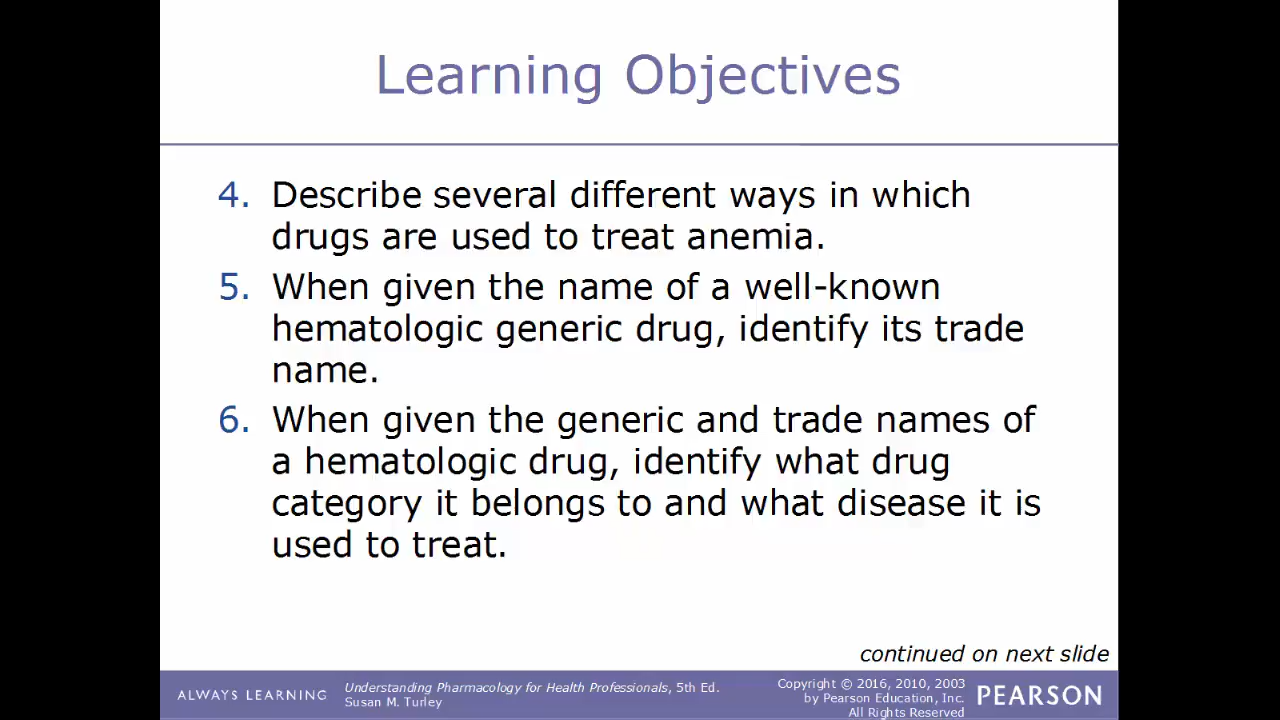 Learning Objectives
4. Describe several different ways in which
drugs are used to treat anemia.
5. When given the name of a well-known
hematologic generic drug, identify its trade
name.
6. When given the generic and trade names of
a hematologic drug, identify what drug
category it belongs to and what disease it is
used to treat.
continued on next slide
ALWAYS LEARNING
Understanding Pharmacology for Health Professionals, 5th Ed.
Susan M. Turley
Copyright © 2016, 2010, 2003
by Pearson Education, Inc.
All Rights Reserved
PEARSON